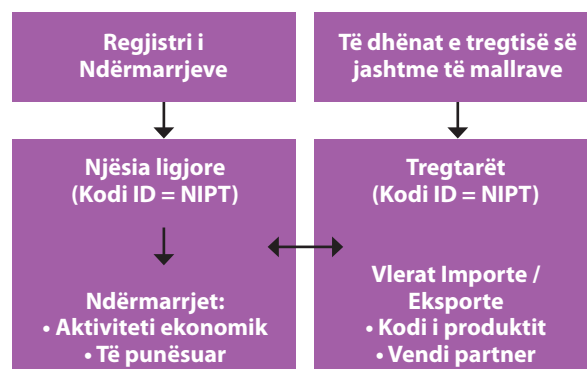 Regjistri i
Ndërmarrjeve
Të dhënat e tregtisë së
jashtme të mallrave
Njësia ligjore
(Kodi ID = NIPT)
Ndërmarrjet:
• Aktiviteti ekonomik
• Të punësuar
Tregtarët
(Kodi ID = NIPT)
Vlerat Importe /
Eksporte
• Kodi i produktit
• Vendi partner